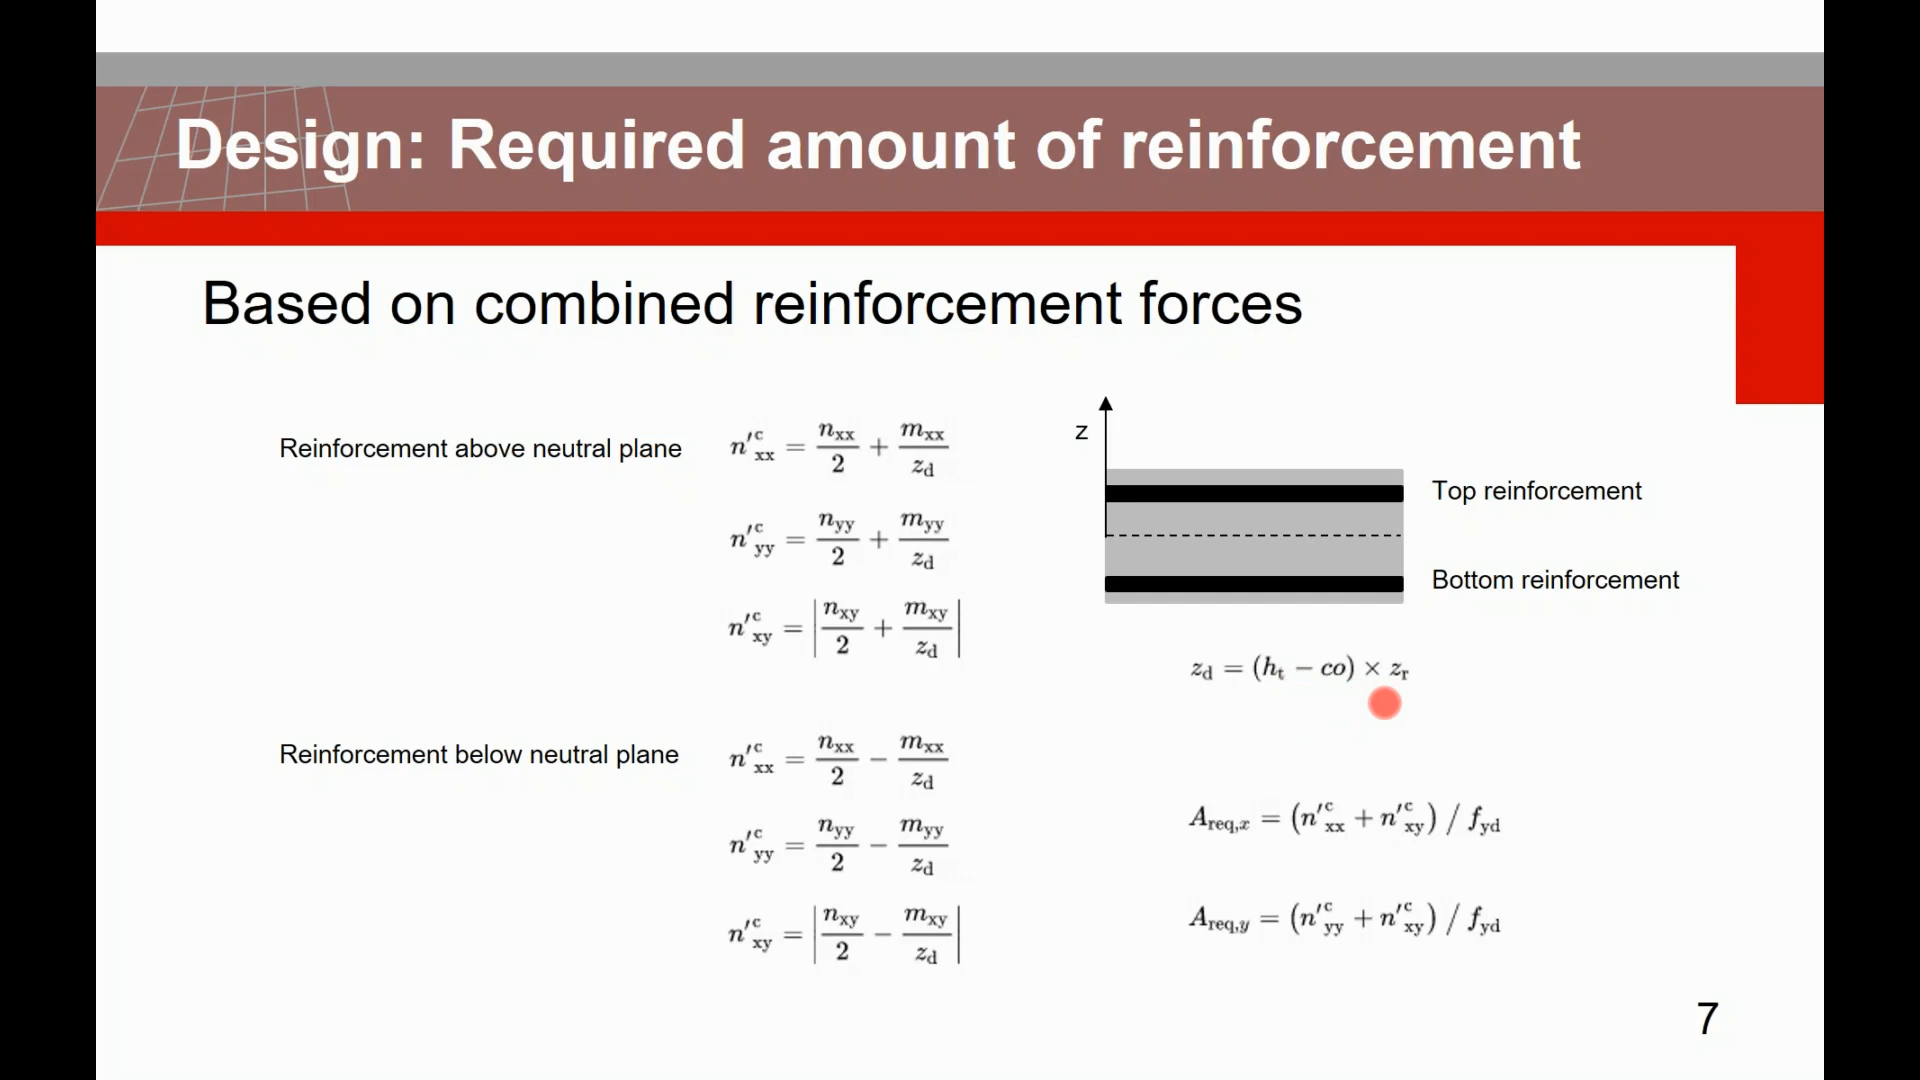 Design: Required amount of reinforcement
Based on combined reinforcement forces
Reinforcement above neutral plane
n′ᶜ_xx = n_xx/2 + m_xx/z_d
n′ᶜ_yy = n_yy/2 + m_yy/z_d
n′ᶜ_xy = |n_xy/2 + m_xy/z_d|
Reinforcement below neutral plane
n′ᶜ_xx = n_xx/2 − m_xx/z_d
n′ᶜ_yy = n_yy/2 − m_yy/z_d
n′ᶜ_xy = |n_xy/2 − m_xy/z_d|
z
Top reinforcement
Bottom reinforcement
z_d = (h_t − co) × z_r
A_req,x = (n′ᶜ_xx + n′ᶜ_xy) / f_yd
A_req,y = (n′ᶜ_yy + n′ᶜ_xy) / f_yd
7